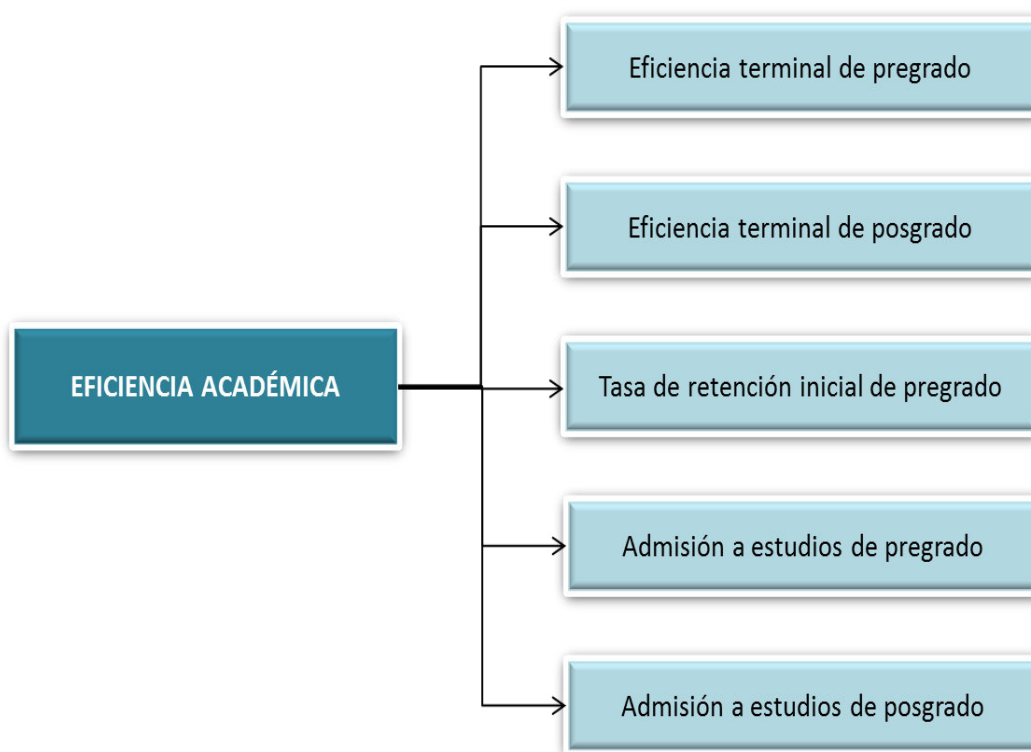 Eficiencia terminal de pregrado
Eficiencia terminal de posgrado
EFICIENCIA ACADÉMICA
Tasa de retención inicial de pregrado
Admisión a estudios de pregrado
Admisión a estudios de posgrado